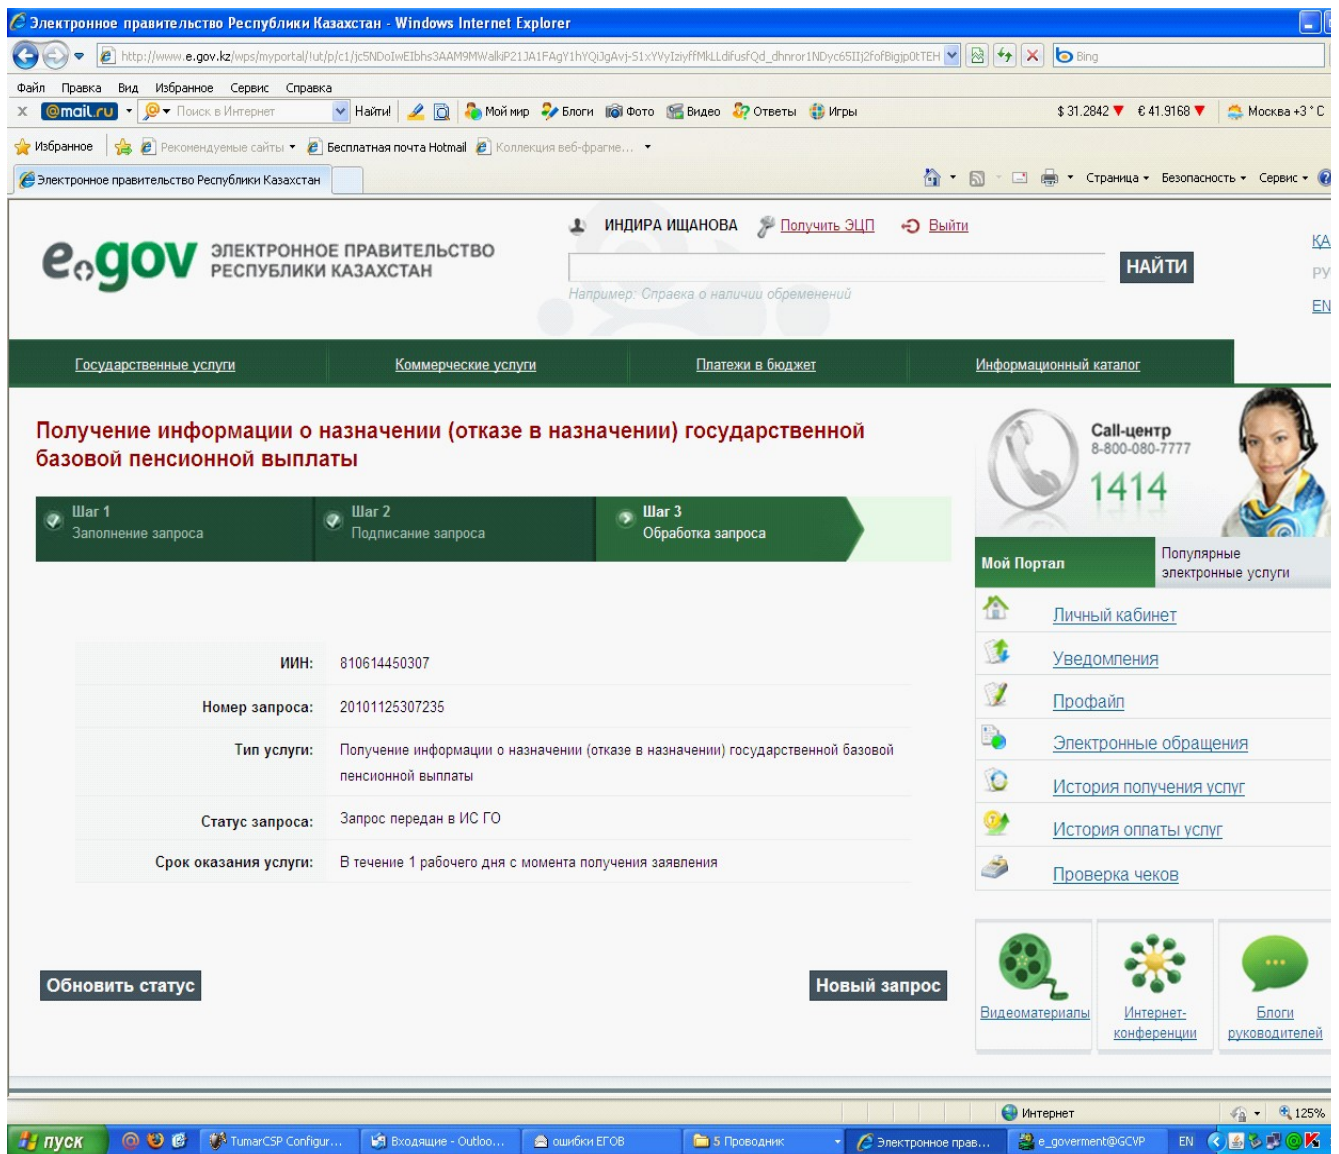 Электронное правительство Республики Казахстан - Windows Internet Explorer
Bing
Файл Правка Вид Избранное Сервис Справка
X @mail.ru Поиск в Интернет Найти! Мой мир Блоги Фото Видео Ответы Игры $ 31.2842 € 41.9168 Москва +3 °C
Избранное Рекомендуемые сайты Бесплатная почта Hotmail Коллекция веб-фрагме...
Электронное правительство Республики Казахстан Страница Безопасность Сервис
ИНДИРА ИЩАНОВА Получить ЭЦП Выйти
e.gov ЭЛЕКТРОННОЕ ПРАВИТЕЛЬСТВО
РЕСПУБЛИКИ КАЗАХСТАН
ҚА
НАЙТИ
РУ
Например: Справка о наличии обременений
EN
Государственные услуги Коммерческие услуги Платежи в бюджет Информационный каталог
Получение информации о назначении (отказе в назначении) государственной
базовой пенсионной выплаты
Call-центр
8-800-080-7777
1414
Шаг 1 Шаг 2 Шаг 3
Заполнение запроса Подписание запроса Обработка запроса
Мой Портал Популярные
электронные услуги
Личный кабинет
Уведомления
Профайл
Электронные обращения
История получения услуг
История оплаты услуг
Проверка чеков
ИИН: 810614450307
Номер запроса: 20101125307235
Тип услуги: Получение информации о назначении (отказе в назначении) государственной базовой
пенсионной выплаты
Статус запроса: Запрос передан в ИС ГО
Срок оказания услуги: В течение 1 рабочего дня с момента получения заявления
Обновить статус Новый запрос
Видеоматериалы Интернет-
конференции Блоги
руководителей
Интернет 125%
пуск TumarCSP Configur... Входящие - Outloo... ошибки ЕГОВ 5 Проводник Электронное прав... e_goverment@GCVP EN